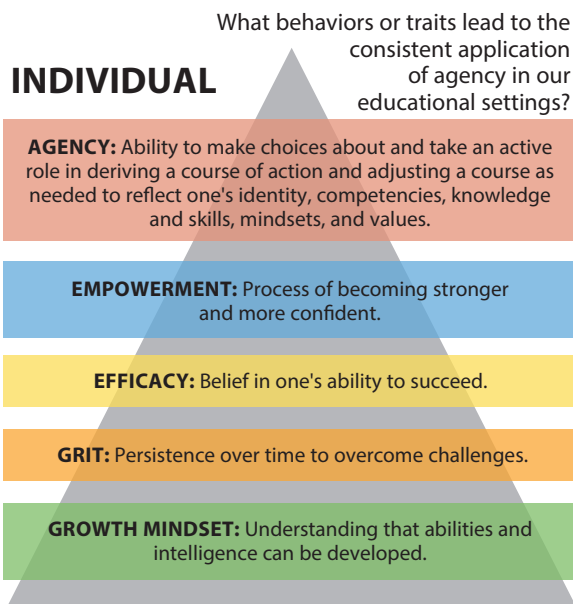 What behaviors or traits lead to the
consistent application
of agency in our
educational settings?
INDIVIDUAL
AGENCY: Ability to make choices about and take an active
role in deriving a course of action and adjusting a course as
needed to reflect one's identity, competencies, knowledge
and skills, mindsets, and values.
EMPOWERMENT: Process of becoming stronger
and more confident.
EFFICACY: Belief in one's ability to succeed.
GRIT: Persistence over time to overcome challenges.
GROWTH MINDSET: Understanding that abilities and
intelligence can be developed.